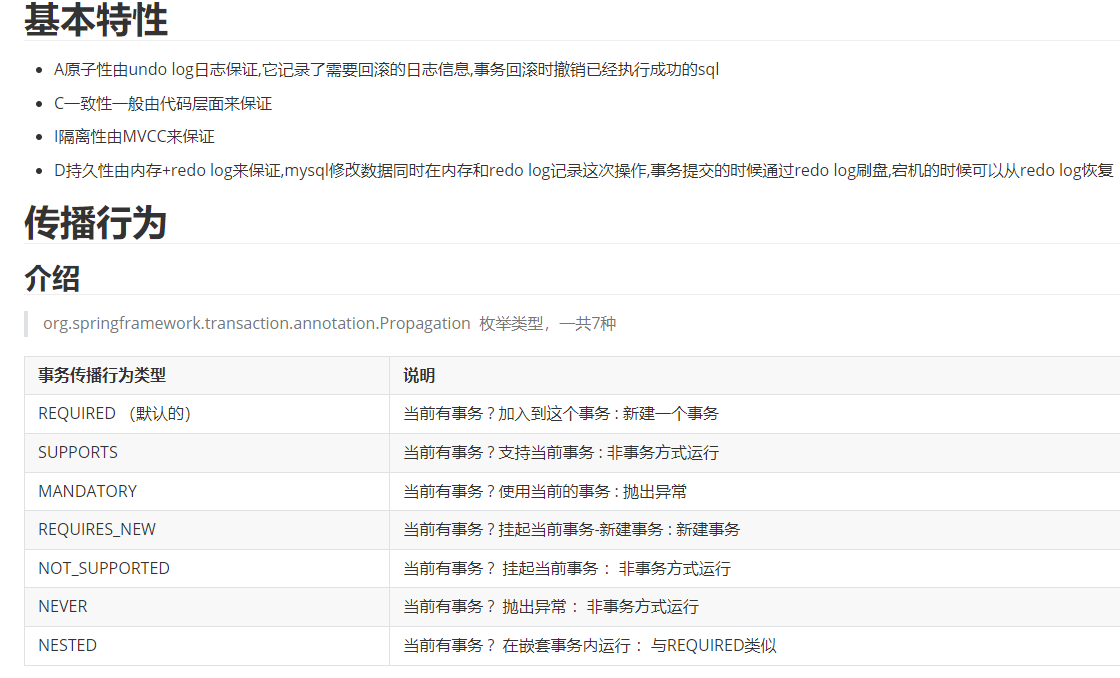 基本特性
A原子性由undo log日志保证,它记录了需要回滚的日志信息,事务回滚时撤销已经执行成功的sql
C一致性一般由代码层面来保证
I隔离性由MVCC来保证
D持久性由内存+redo log来保证,mysql修改数据同时在内存和redo log记录这次操作,事务提交的时候通过redo log刷盘,宕机的时候可以从redo log恢复
传播行为
介绍
org.springframework.transaction.annotation.Propagation 枚举类型，一共7种
事务传播行为类型 说明
REQUIRED （默认的） 当前有事务 ? 加入到这个事务 : 新建一个事务
SUPPORTS 当前有事务 ? 支持当前事务 : 非事务方式运行
MANDATORY 当前有事务 ? 使用当前的事务 : 抛出异常
REQUIRES_NEW 当前有事务 ? 挂起当前事务-新建事务 : 新建事务
NOT_SUPPORTED 当前有事务 ? 挂起当前事务 ： 非事务方式运行
NEVER 当前有事务 ? 抛出异常 ： 非事务方式运行
NESTED 当前有事务 ? 在嵌套事务内运行 ： 与REQUIRED类似